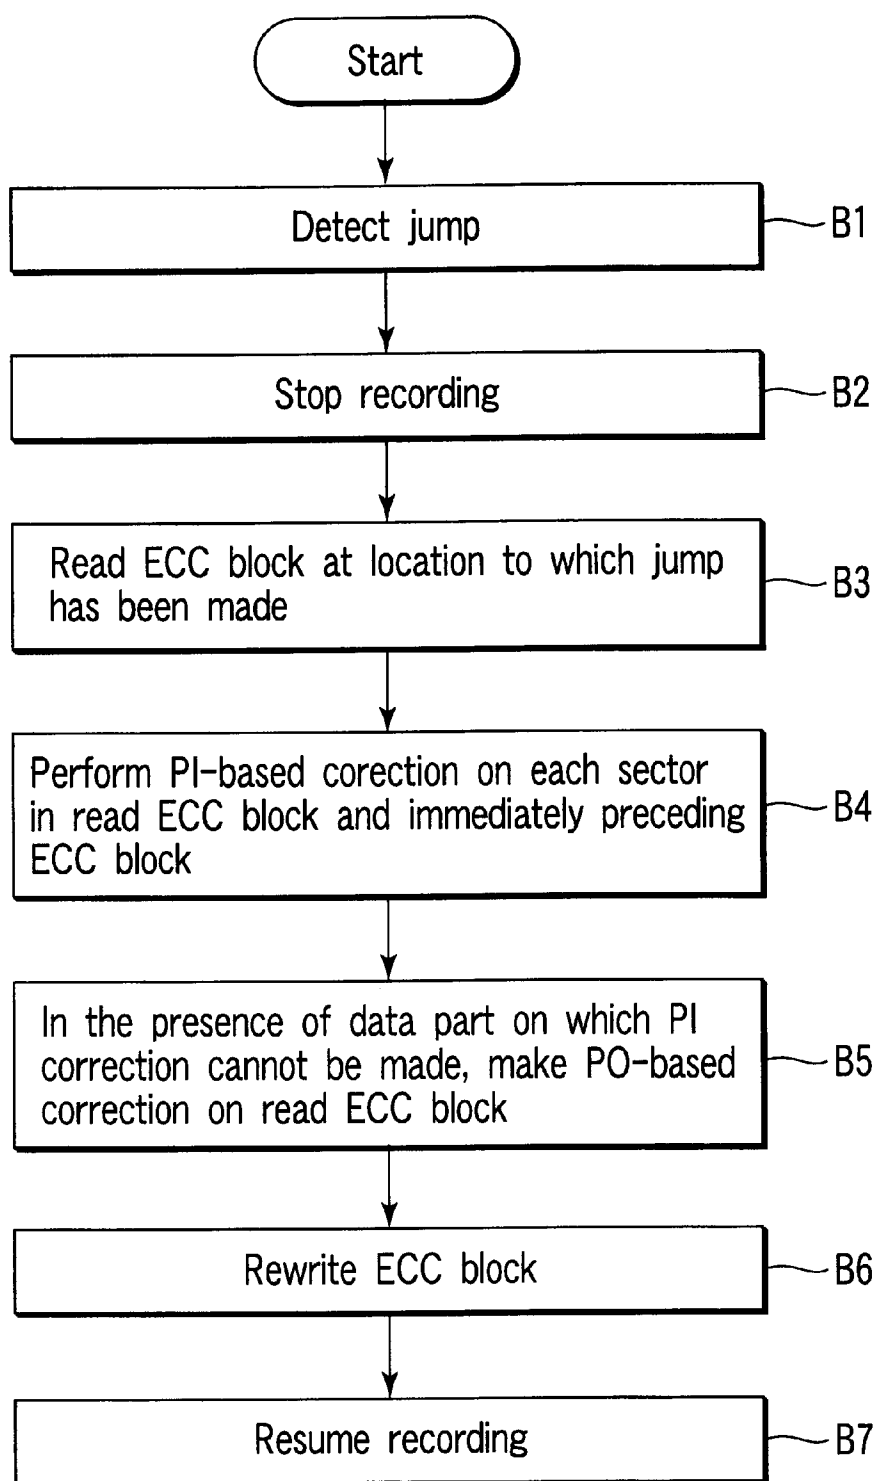 Start
Detect jump
B1
Stop recording
B2
Read ECC block at location to which jump
has been made
B3
Perform PI-based corection on each sector
in read ECC block and immediately preceding
ECC block
B4
In the presence of data part on which PI
correction cannot be made, make PO-based
correction on read ECC block
B5
Rewrite ECC block
B6
Resume recording
B7